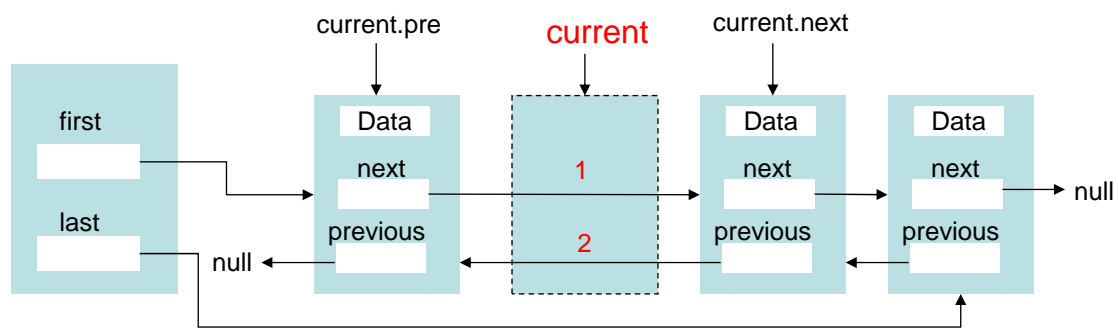 current.pre
current
current.next
first
last
Data
next
previous
null
1
2
Data
next
previous
Data
next
previous
null